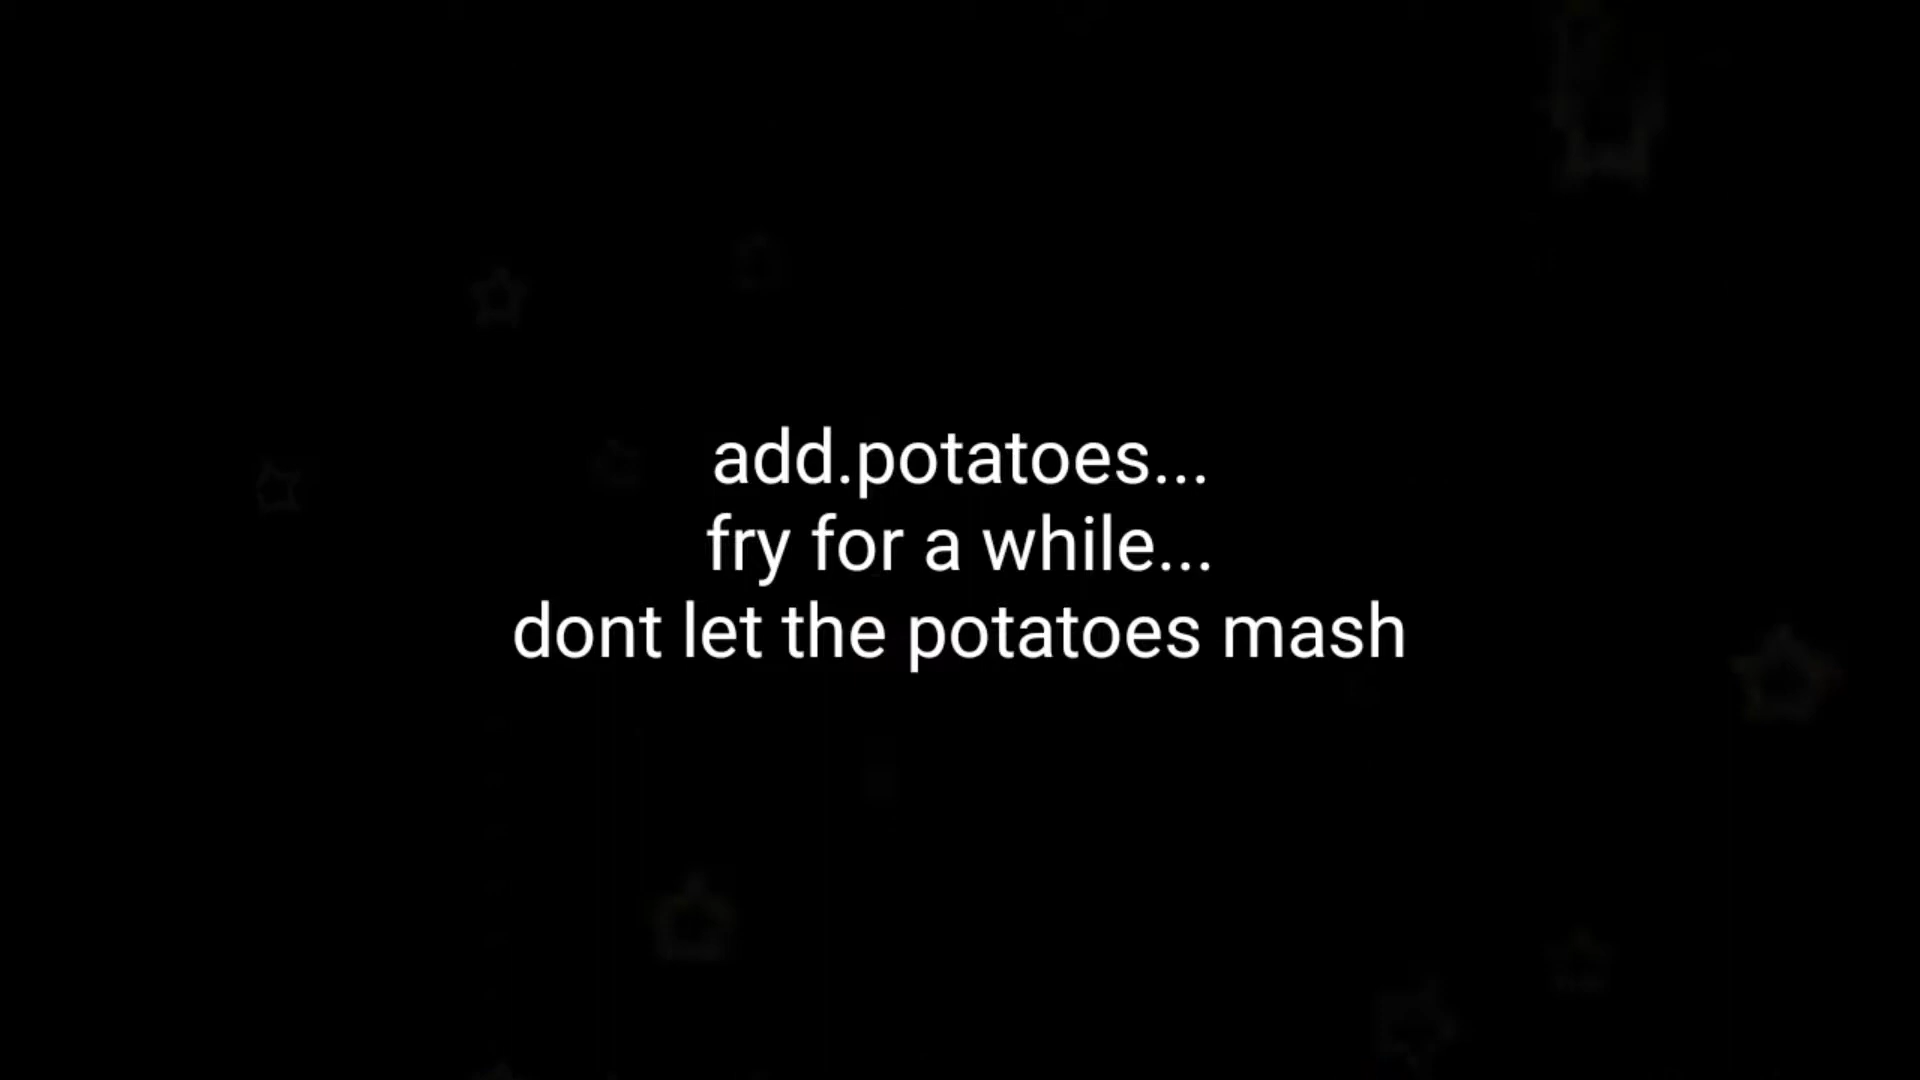 add.potatoes...
fry for a while...
dont let the potatoes mash